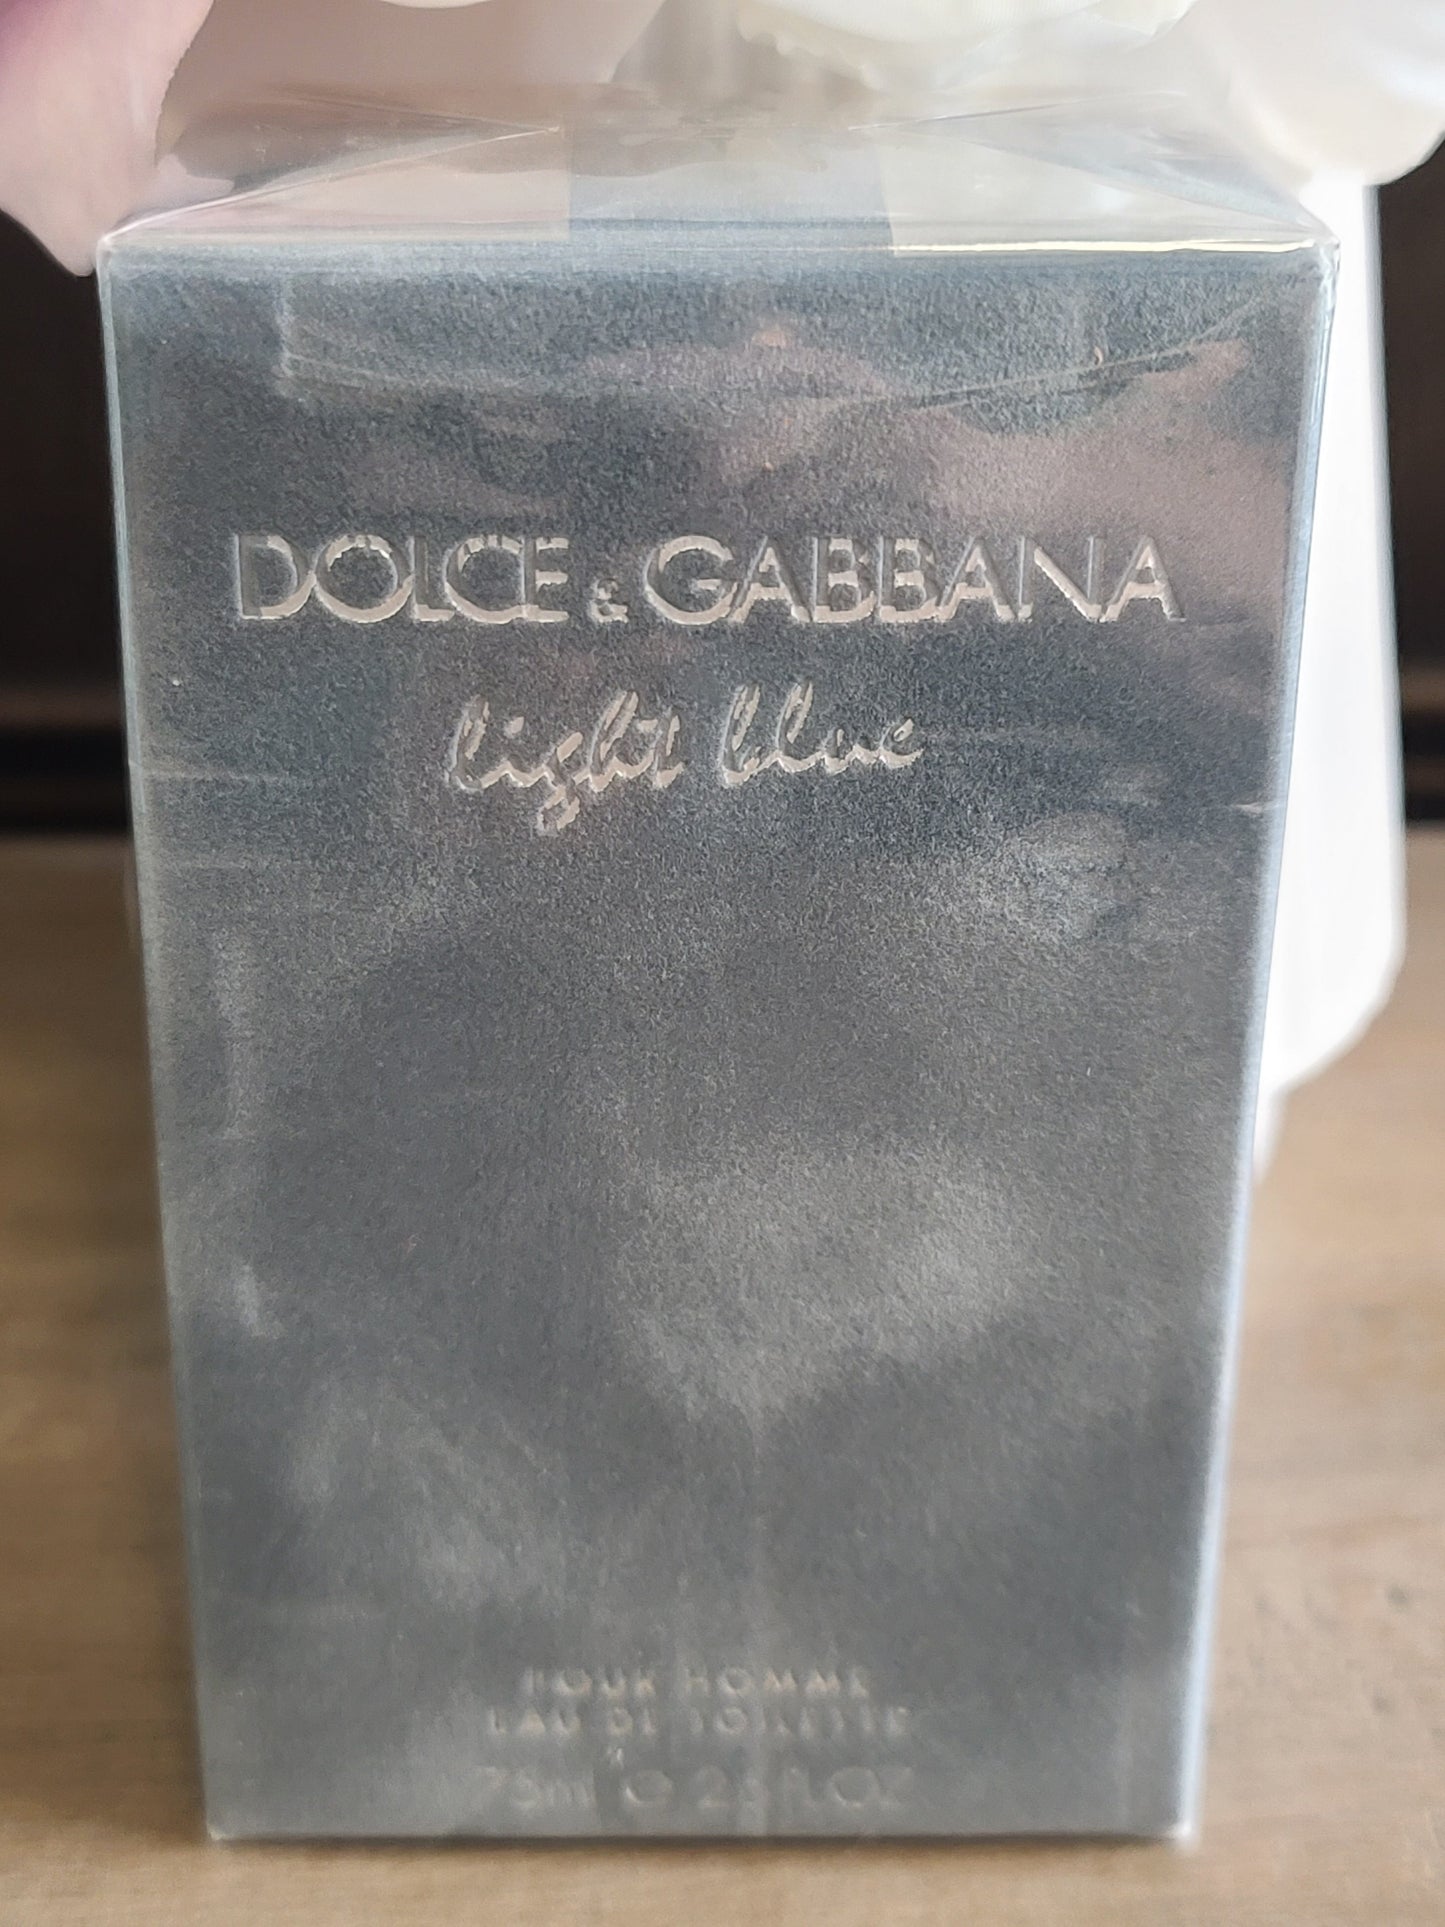 DOLCE & GABBANA
light blue
POUR HOMME
EAU DE TOILETTE
75ml e 2.5 fl.OZ